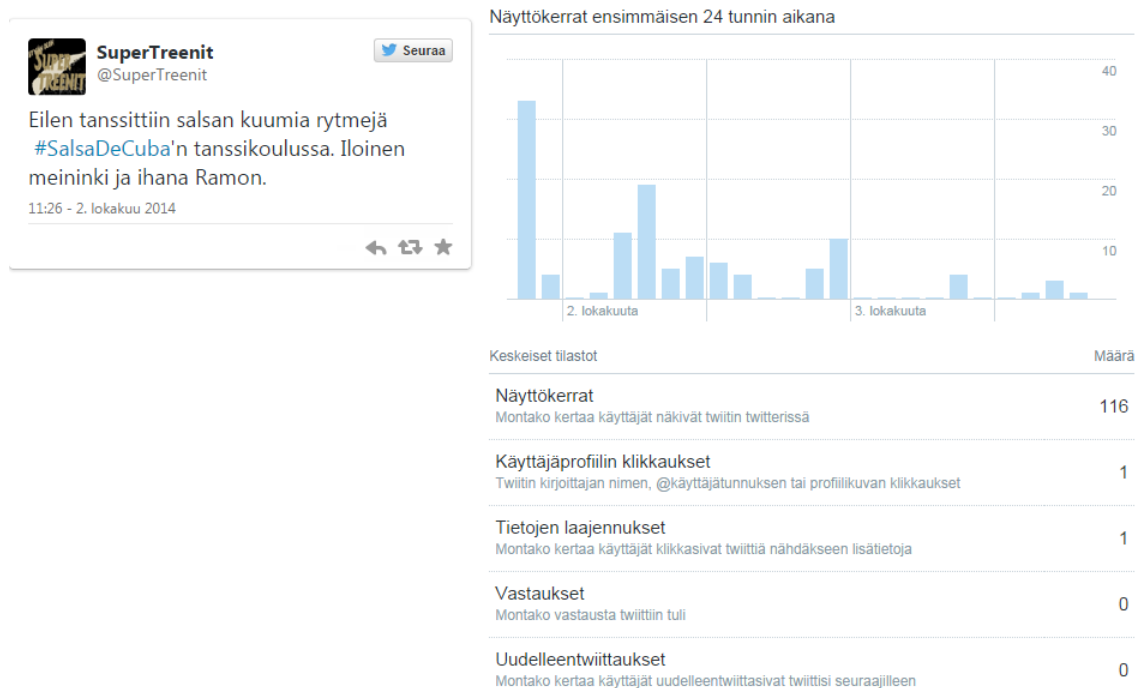 SuperTreenit
@SuperTreenit
Seuraa
Eilen tanssittiin salsan kuumia rytmejä
#SalsaDeCuba'n tanssikoulussa. Iloinen
meininki ja ihana Ramon.
11:26 - 2. lokakuu 2014
Näyttökerrat ensimmäisen 24 tunnin aikana
40
30
20
10
2. lokakuuta
3. lokakuuta
Keskeiset tilastot Määrä
Näyttökerrat
Montako kertaa käyttäjät näkivät twiitin twitterissä
116
Käyttäjäprofiilin klikkaukset
Twiitin kirjoittajan nimen, @käyttäjätunnuksen tai profiilikuvan klikkaukset
1
Tietojen laajennukset
Montako kertaa käyttäjät klikkasivat twiittiä nähdäkseen lisätietoja
1
Vastaukset
Montako vastausta twiittiin tuli
0
Uudelleentwiittaukset
Montako kertaa käyttäjät uudelleentwiittasivat twiittisi seuraajilleen
0